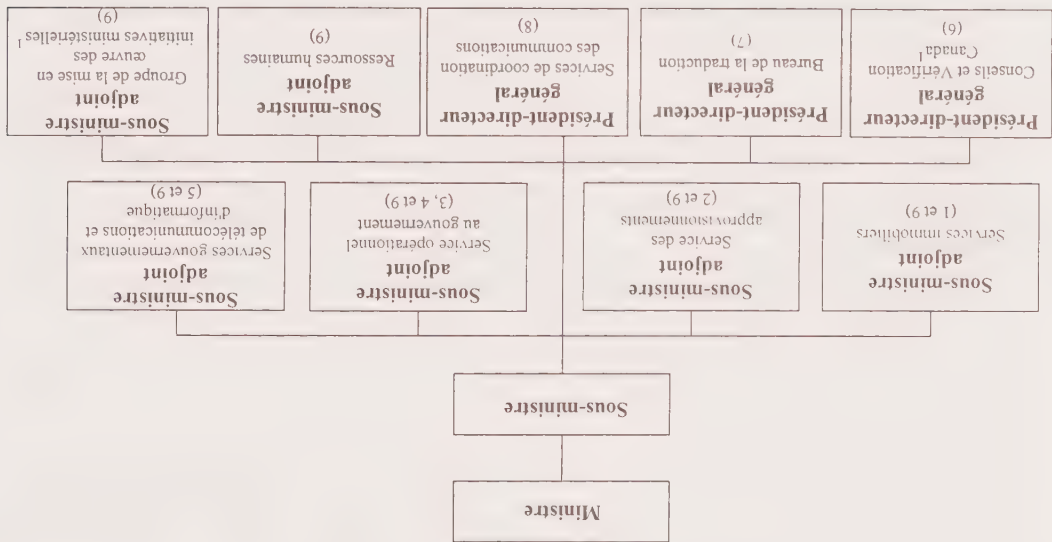 Ministre
Sous-ministre
Sous-ministre
adjoint
Services immobiliers
(1 et 9)
Sous-ministre
adjoint
Service des
approvisionnements
(2 et 9)
Sous-ministre
adjoint
Service opérationnel
au gouvernement
(3, 4 et 9)
Sous-ministre
adjoint
Services gouvernementaux
de télécommunications et
d'informatique
(5 et 9)
Président-directeur
général
Conseils et Vérification
Canada¹
(6)
Président-directeur
général
Bureau de la traduction
(7)
Président-directeur
général
Services de coordination
des communications
(8)
Sous-ministre
adjoint
Ressources humaines
(9)
Sous-ministre
adjoint
Groupe de la mise en
œuvre des
initiatives ministérielles¹
(9)